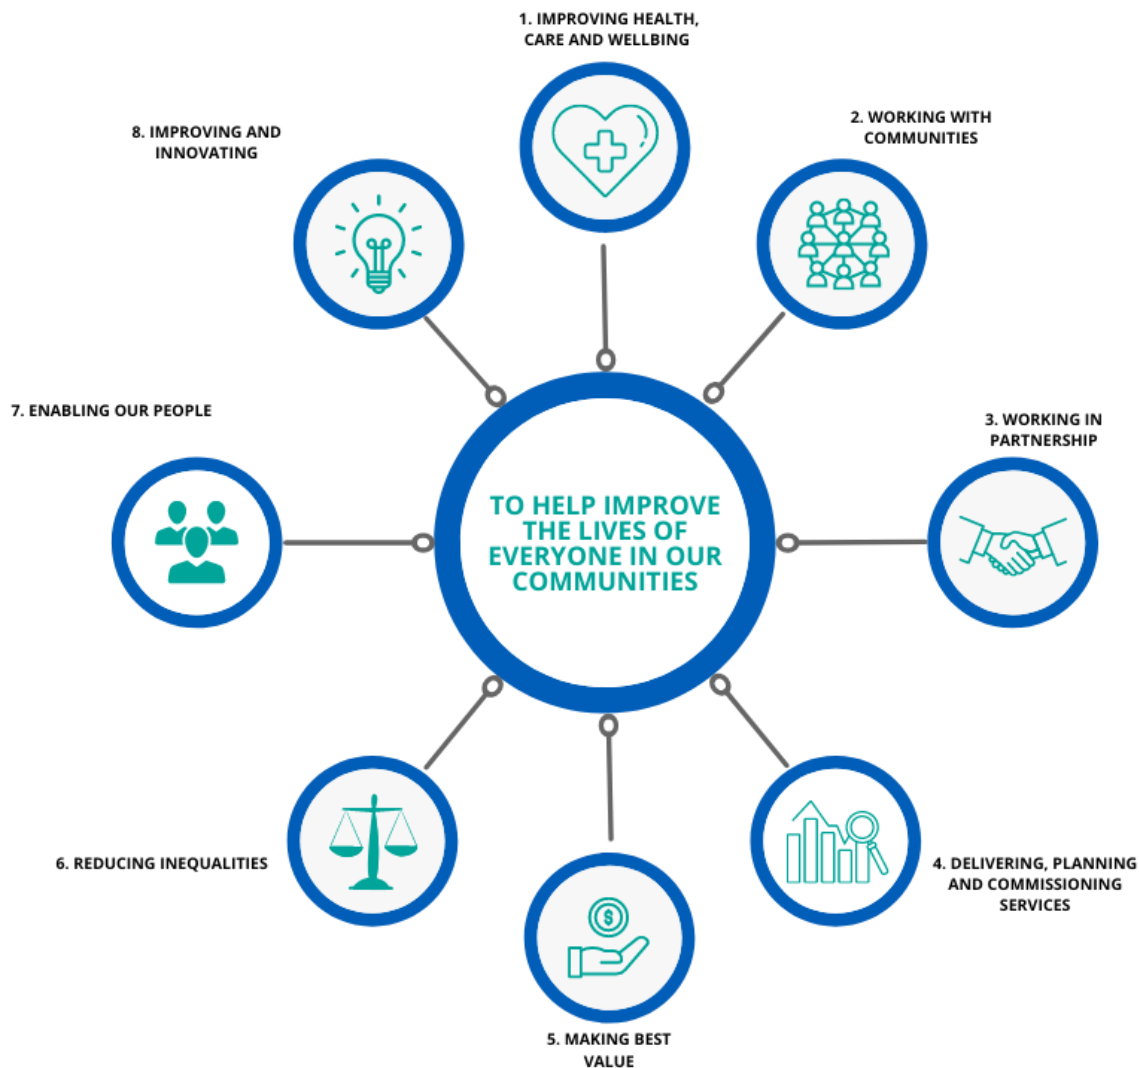 1. IMPROVING HEALTH,
CARE AND WELLBING
2. WORKING WITH
COMMUNITIES
3. WORKING IN
PARTNERSHIP
4. DELIVERING, PLANNING
AND COMMISSIONING
SERVICES
5. MAKING BEST
VALUE
6. REDUCING INEQUALITIES
7. ENABLING OUR PEOPLE
8. IMPROVING AND
INNOVATING
TO HELP IMPROVE
THE LIVES OF
EVERYONE IN OUR
COMMUNITIES
$